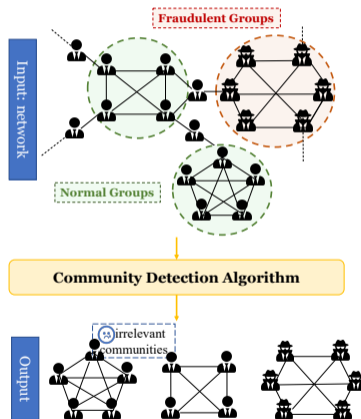 Fraudulent Groups
Input: network
Normal Groups
Community Detection Algorithm
irrelevant
communities
Output